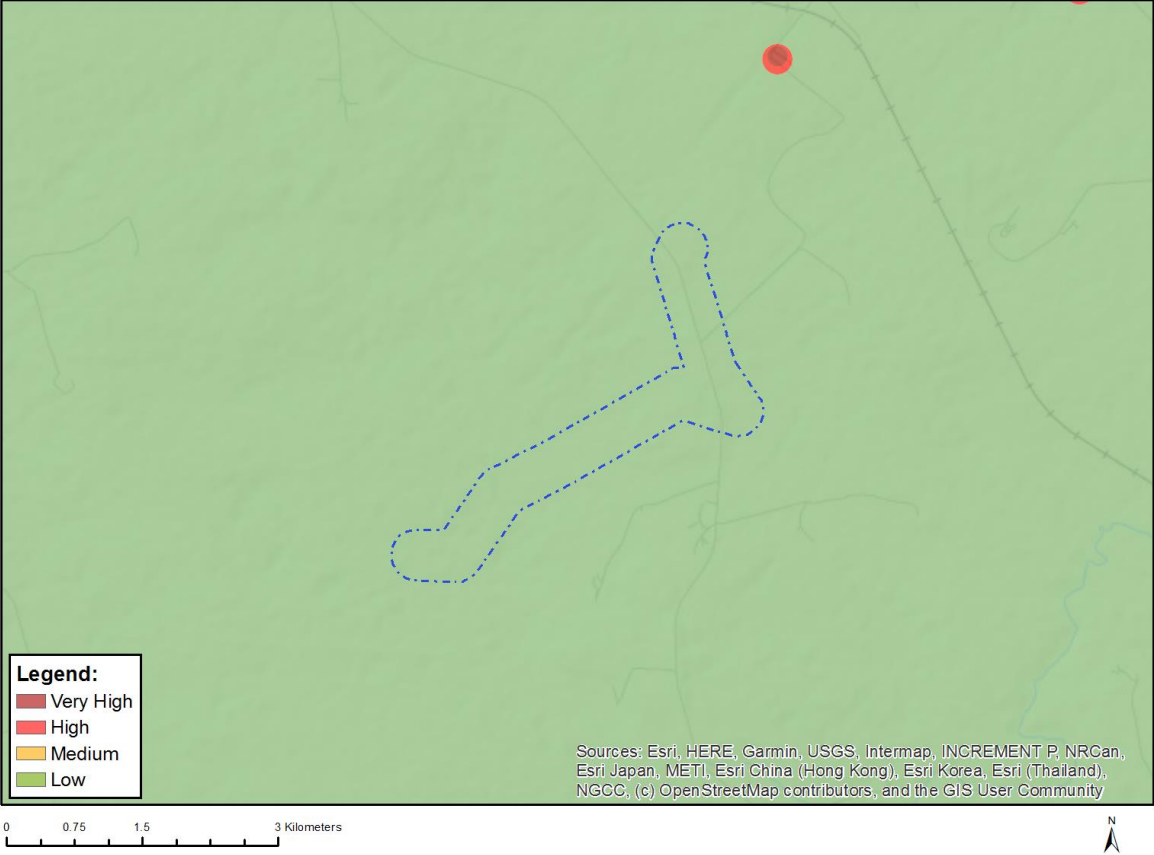 Legend:
Very High
High
Medium
Low
Sources: Esri, HERE, Garmin, USGS, Intermap, INCREMENT P, NRCan,
Esri Japan, METI, Esri China (Hong Kong), Esri Korea, Esri (Thailand),
NGCC, (c) OpenStreetMap contributors, and the GIS User Community
0 0.75 1.5 3 Kilometers
N